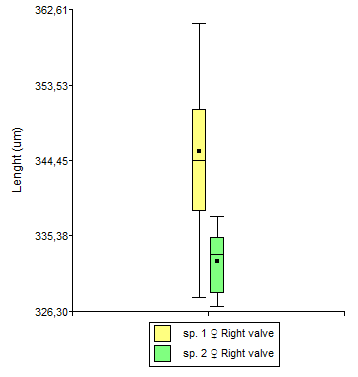 362,61
353,53
344,45
335,38
326,30
Lenght (um)
sp. 1 ♀ Right valve
sp. 2 ♀ Right valve